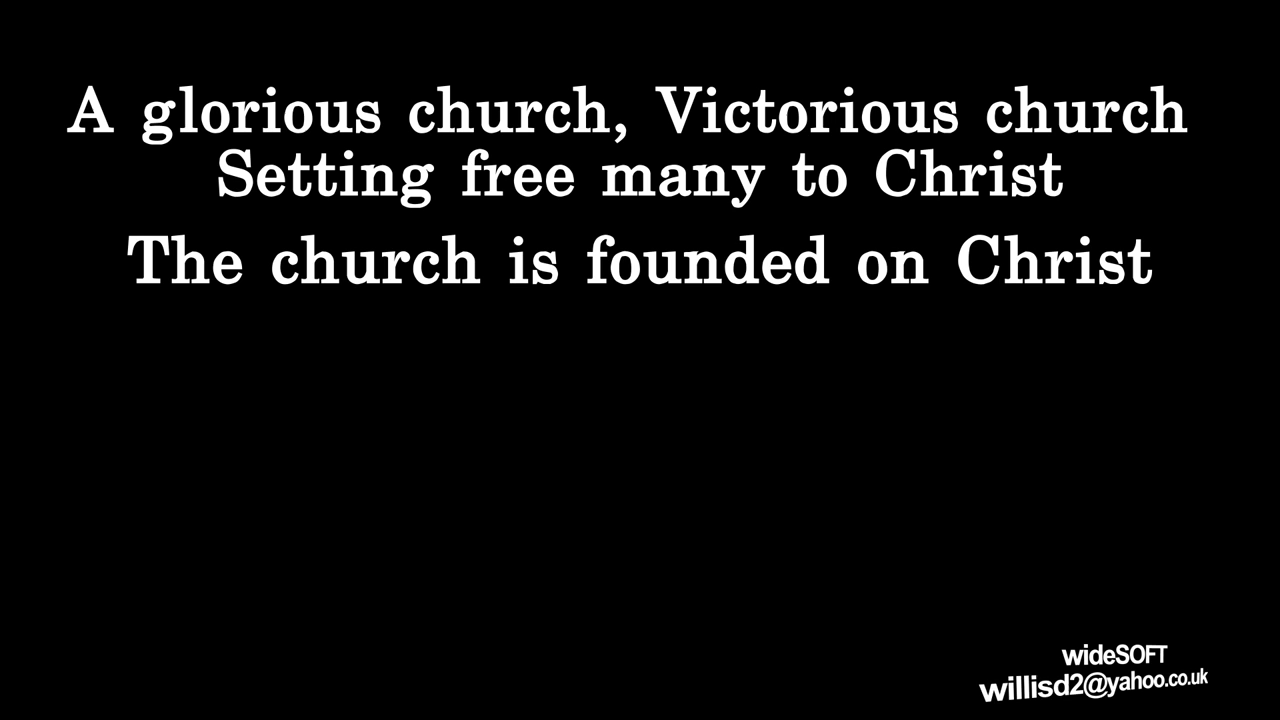 A glorious church, Victorious church
Setting free many to Christ
The church is founded on Christ
wideSOFT
willisd2@yahoo.co.uk